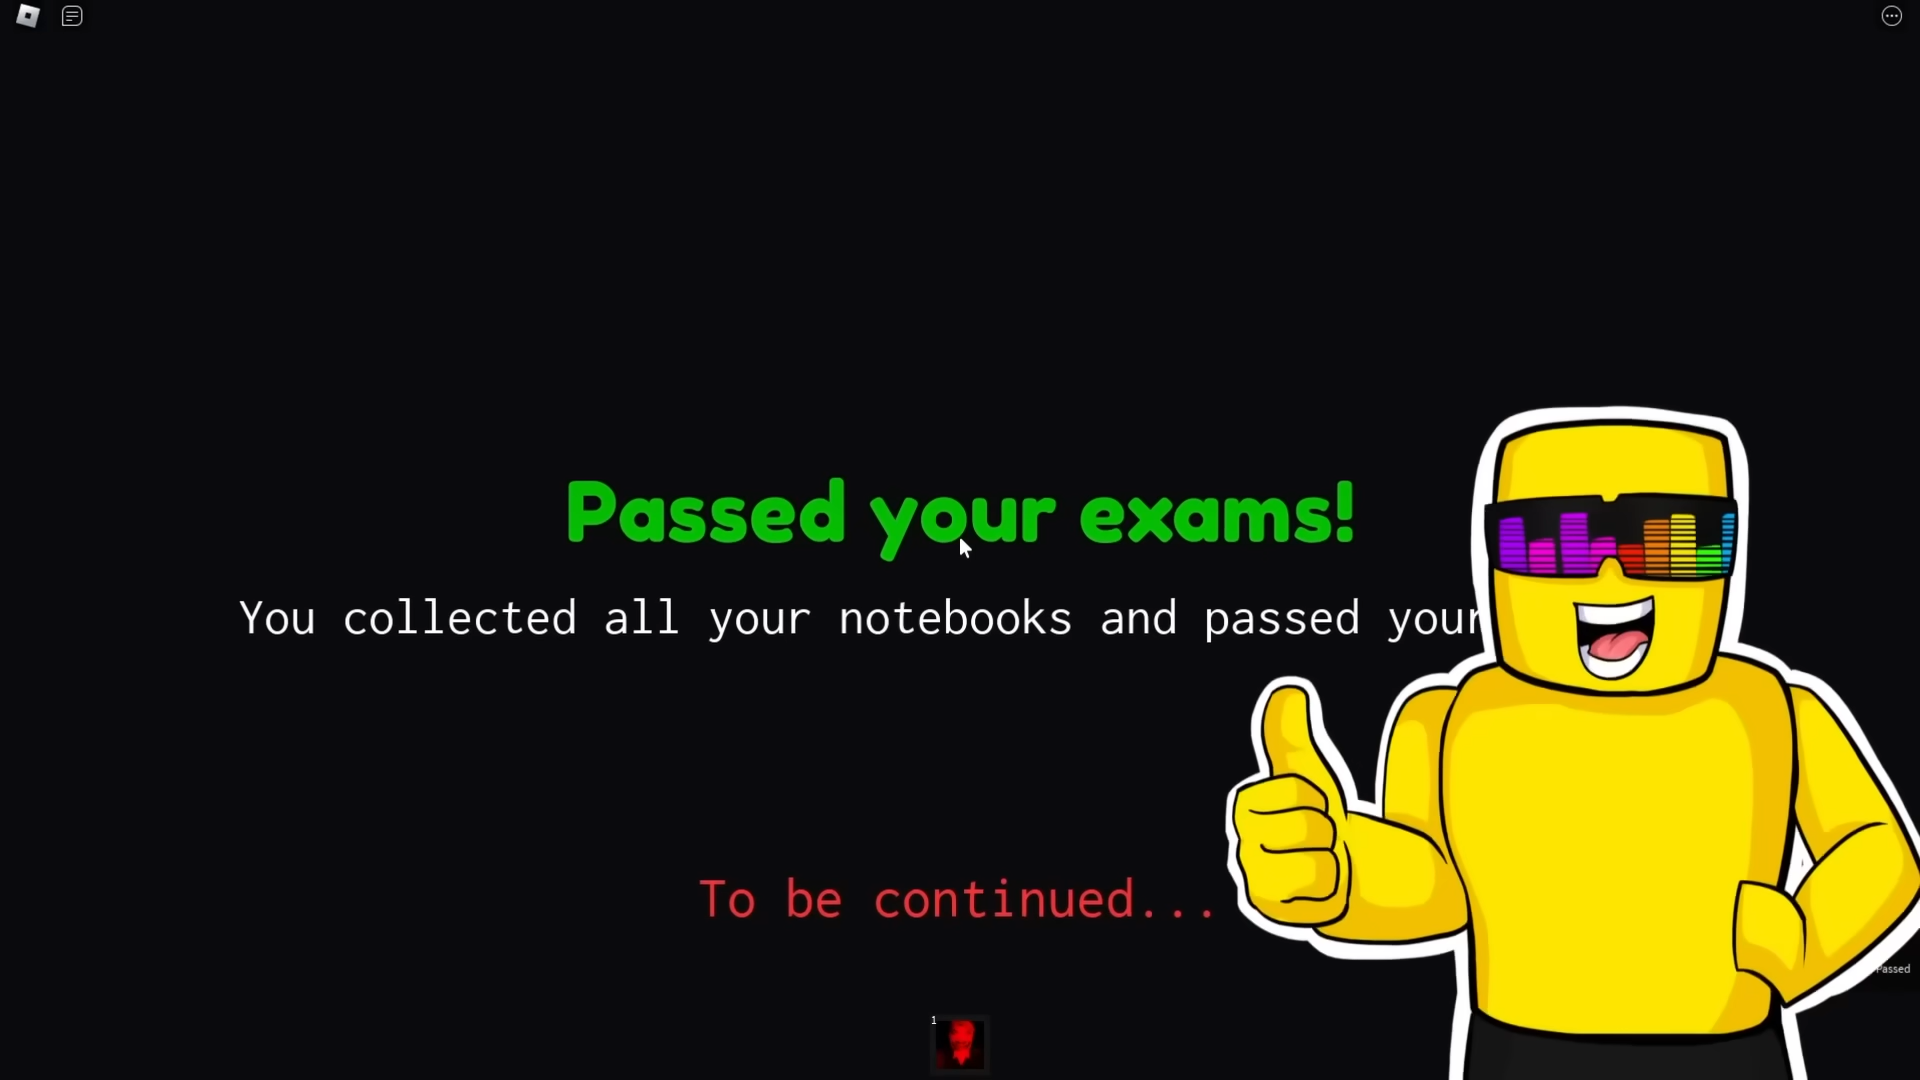 Passed your exams!
You collected all your notebooks and passed your
To be continued...
Passed
1